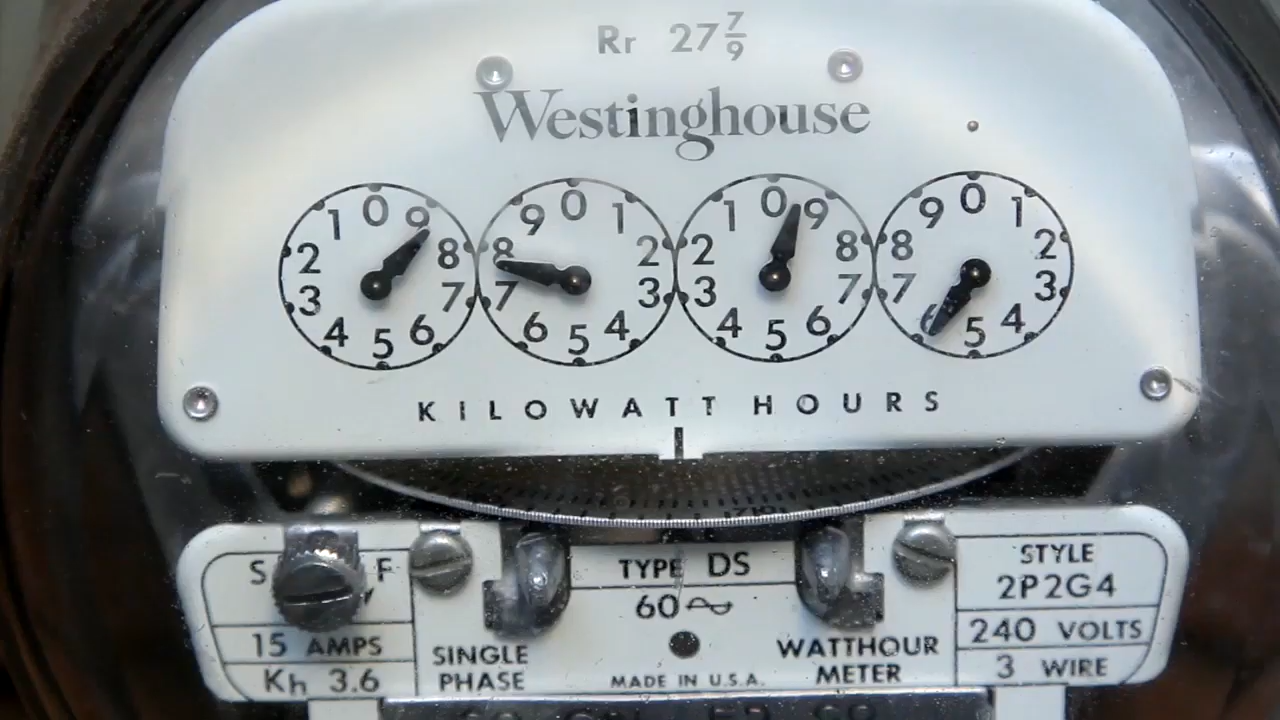 Rr 27 7/9
Westinghouse
0 9 8 7 6 5 4 3 2 1
0 1 2 3 4 5 6 7 8 9
0 9 8 7 6 5 4 3 2 1
0 1 2 3 4 5 6 7 8 9
KILOWATT HOURS
S F
15 AMPS
Kh 3.6
SINGLE
PHASE
TYPE DS
60~
MADE IN U.S.A.
WATTHOUR
METER
STYLE
2P2G4
240 VOLTS
3 WIRE